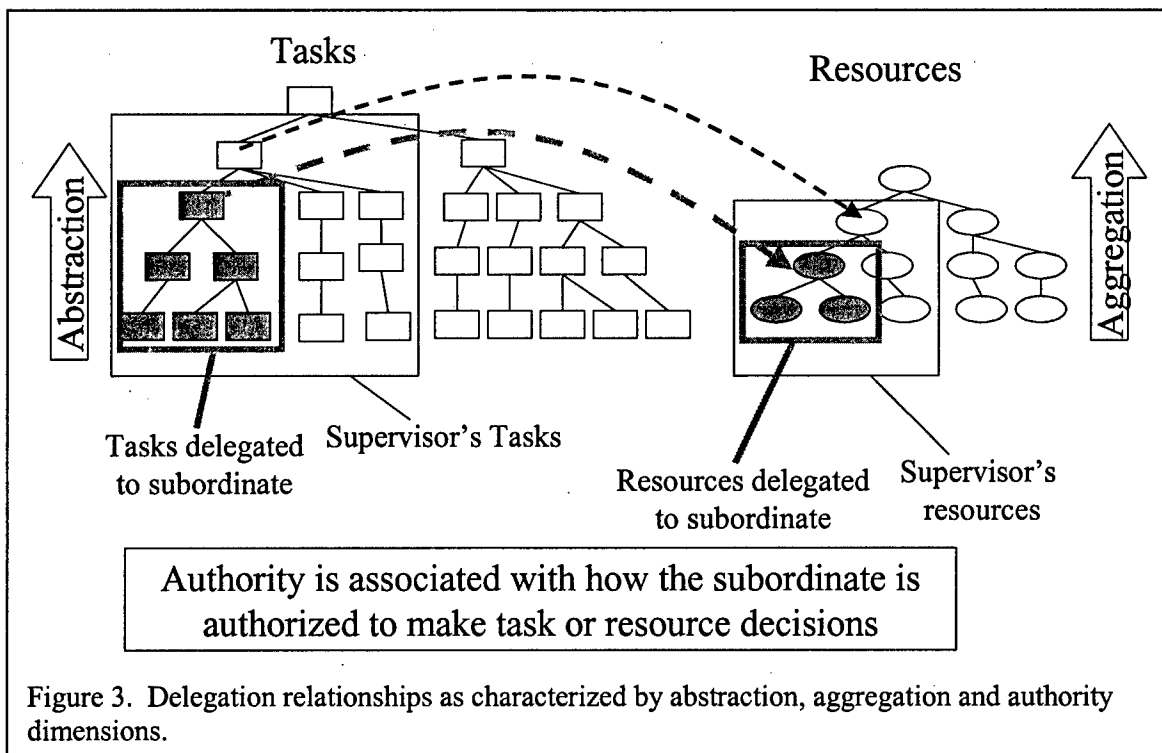 Tasks
Resources
Abstraction
Aggregation
Tasks delegated
to subordinate
Supervisor's Tasks
Resources delegated
to subordinate
Supervisor's
resources
Authority is associated with how the subordinate is
authorized to make task or resource decisions
Figure 3.  Delegation relationships as characterized by abstraction, aggregation and authority
dimensions.